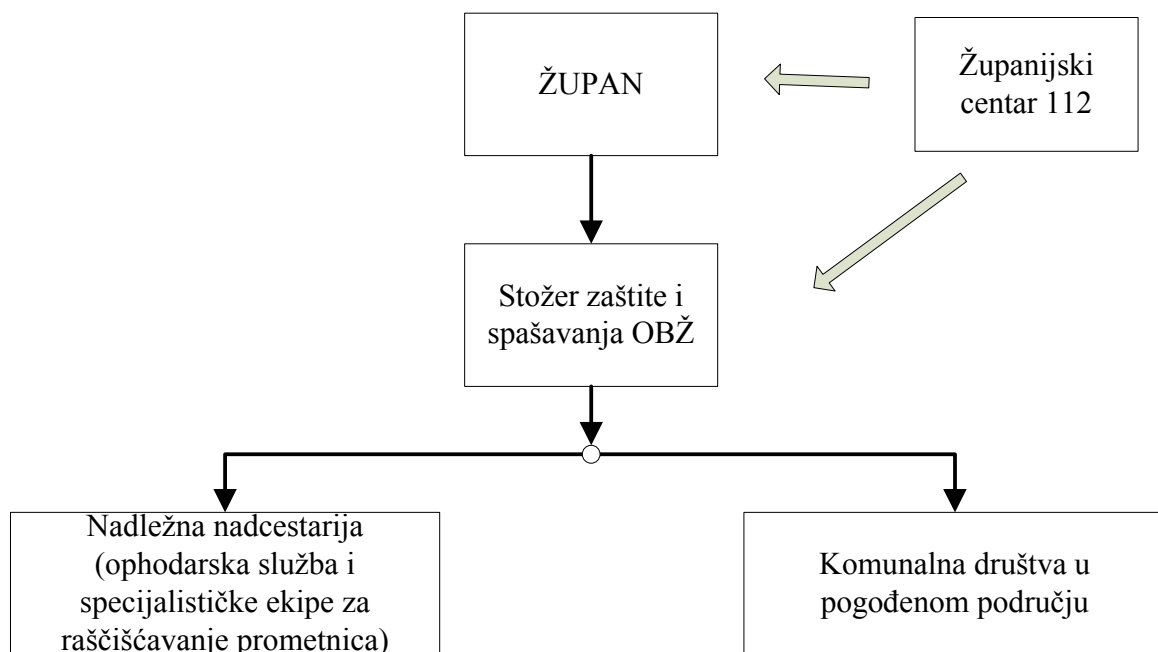 ŽUPAN
Županijski
centar 112
Stožer zaštite i
spašavanja OBŽ
Nadležna nadcestarija
(ophodarska služba i
specijalističke ekipe za
raščišćavanje prometnica)
Komunalna društva u
pogođenom području